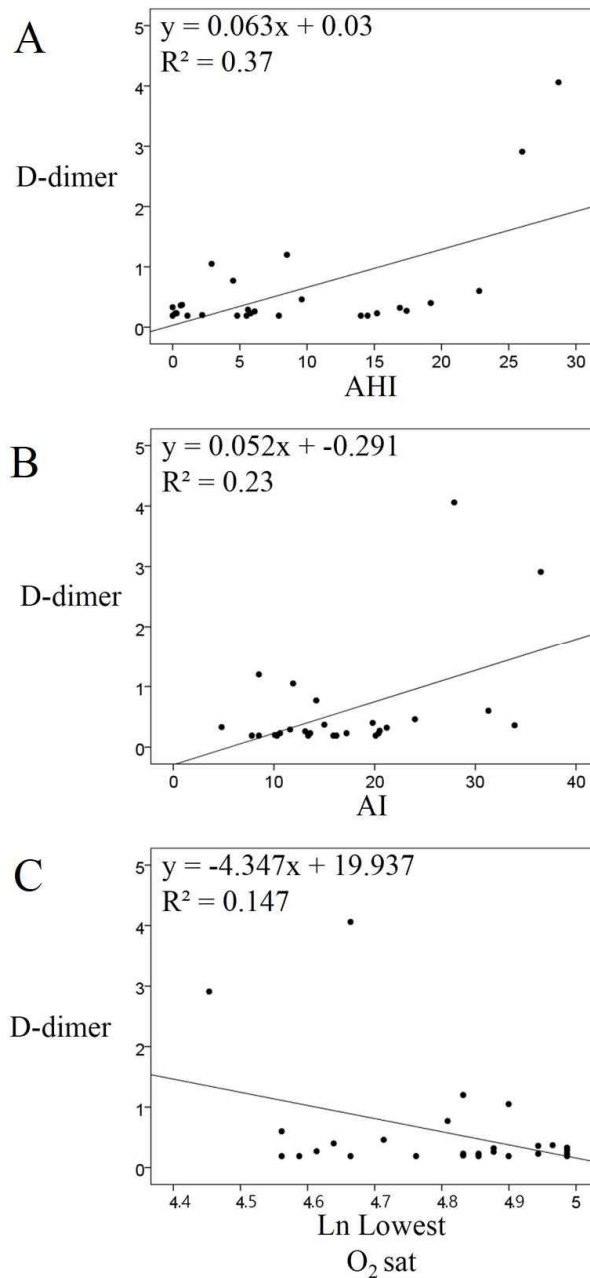 A
y = 0.063x + 0.03
R² = 0.37
5
4
3
2
1
0
D-dimer
0 5 10 15 20 25 30
AHI
B
y = 0.052x + -0.291
R² = 0.23
5
4
3
2
1
0
D-dimer
0 10 20 30 40
AI
C
y = -4.347x + 19.937
R² = 0.147
5
4
3
2
1
0
D-dimer
4.4 4.5 4.6 4.7 4.8 4.9 5
Ln Lowest
O₂ sat